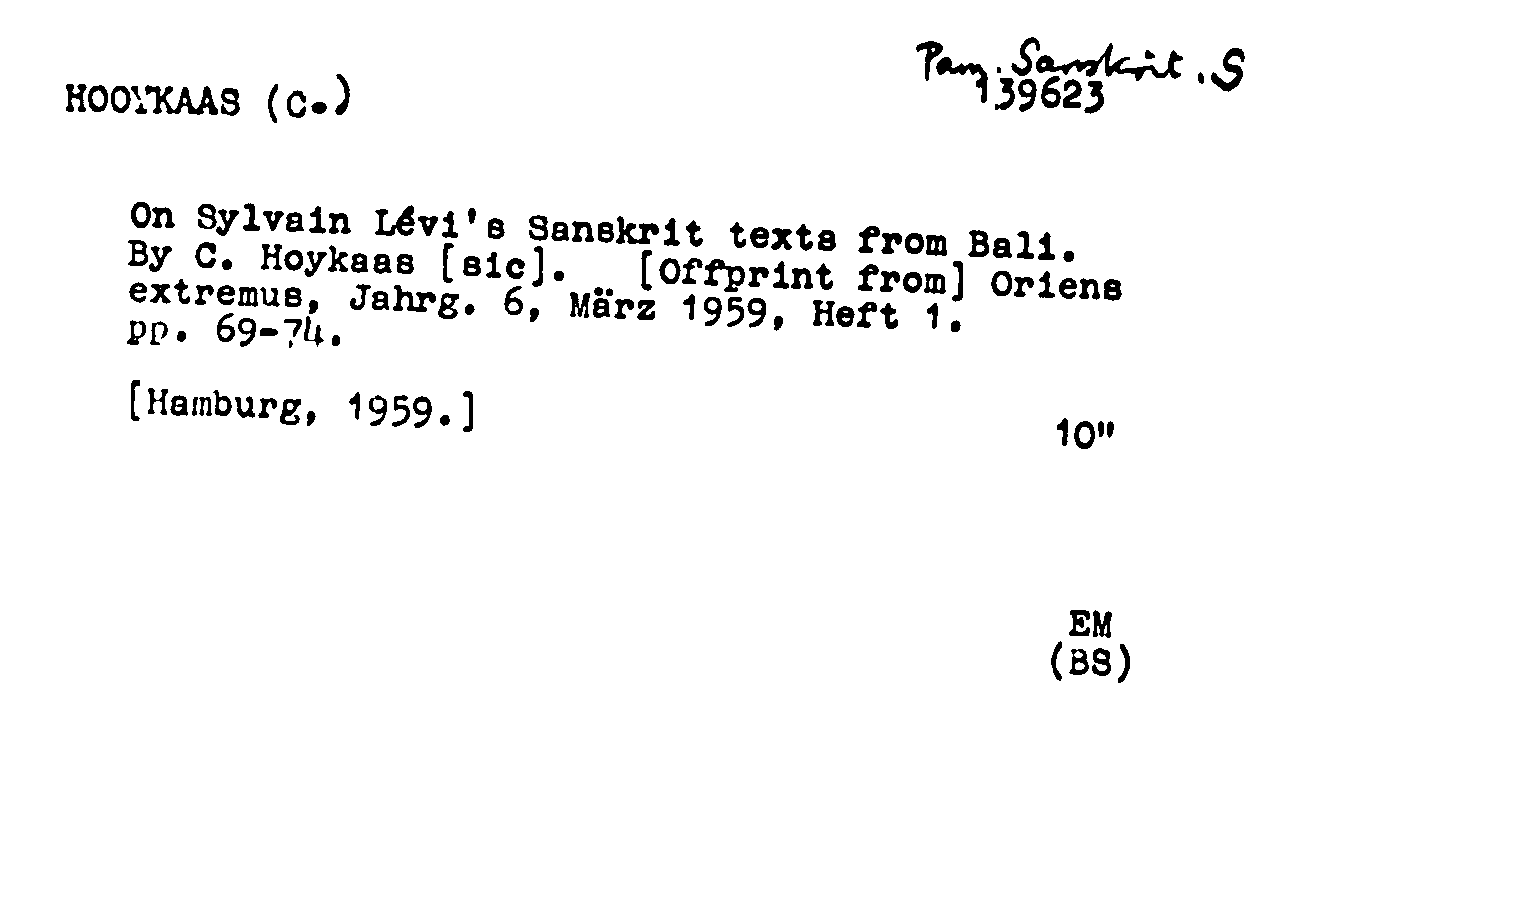 Pam. Sanskrit. S
139623
HOOYKAAS (C.)
On Sylvain Lévi's Sanskrit texts from Bali.
By C. Hoykaas [sic]. [Offprint from] Oriens
extremus, Jahrg. 6, März 1959, Heft 1.
pp. 69-74.
[Hamburg, 1959.]
10"
EM
(BS)